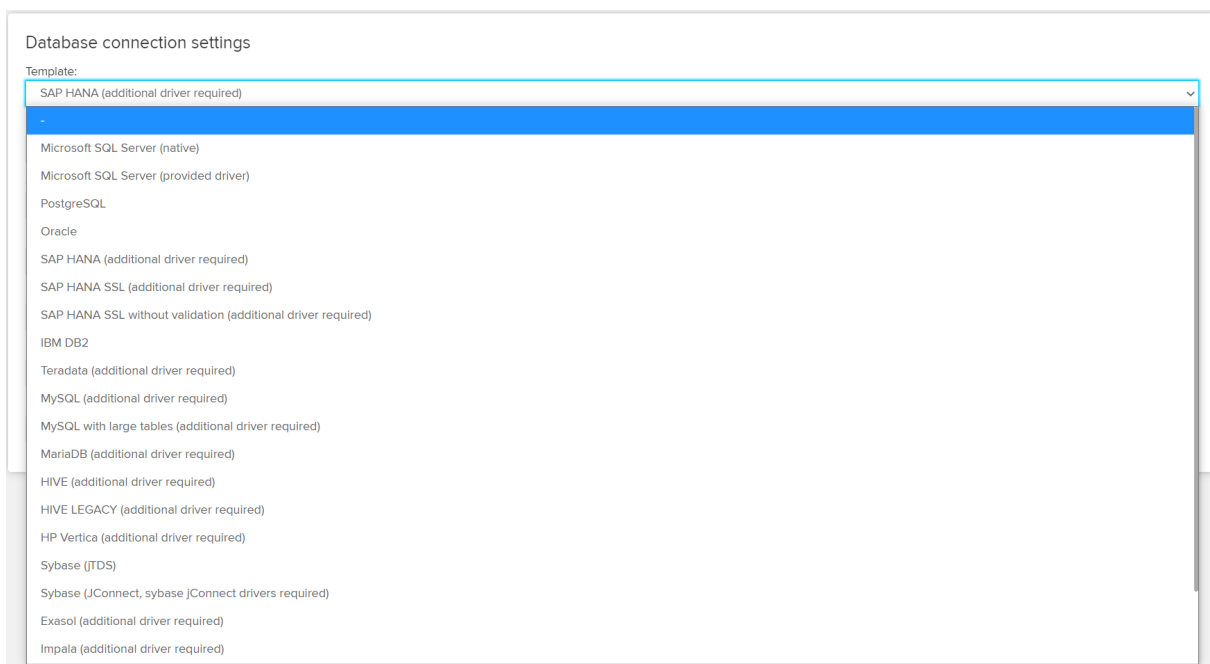 Database connection settings
Template:
SAP HANA (additional driver required)
-
Microsoft SQL Server (native)
Microsoft SQL Server (provided driver)
PostgreSQL
Oracle
SAP HANA (additional driver required)
SAP HANA SSL (additional driver required)
SAP HANA SSL without validation (additional driver required)
IBM DB2
Teradata (additional driver required)
MySQL (additional driver required)
MySQL with large tables (additional driver required)
MariaDB (additional driver required)
HIVE (additional driver required)
HIVE LEGACY (additional driver required)
HP Vertica (additional driver required)
Sybase (jTDS)
Sybase (JConnect, sybase jConnect drivers required)
Exasol (additional driver required)
Impala (additional driver required)